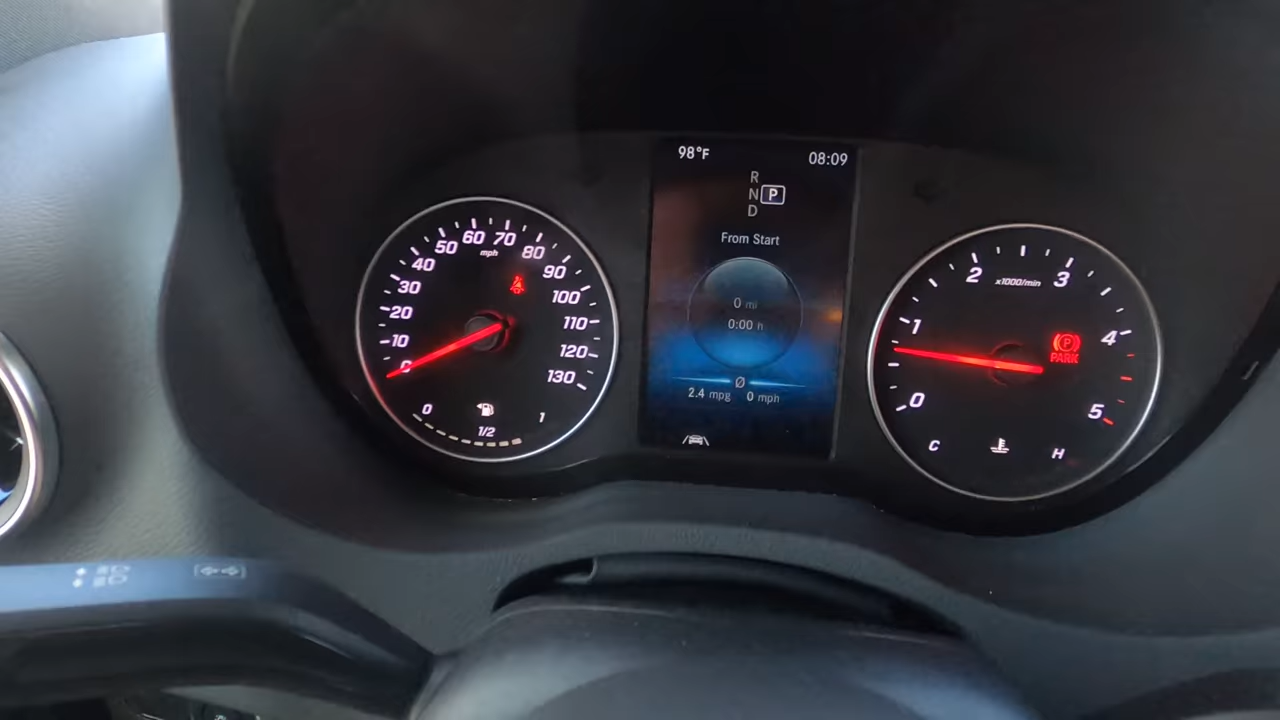 98°F 08:09
R
N P
D
From Start
0 mi
0:00 h
Ø
2.4 mpg 0 mph
0
10
20
30
40
50
60
70
80
90
100
110
120
130
mph
0 1/2 1
0
1
2
3
4
5
x1000/min
(P)
PARK
C H